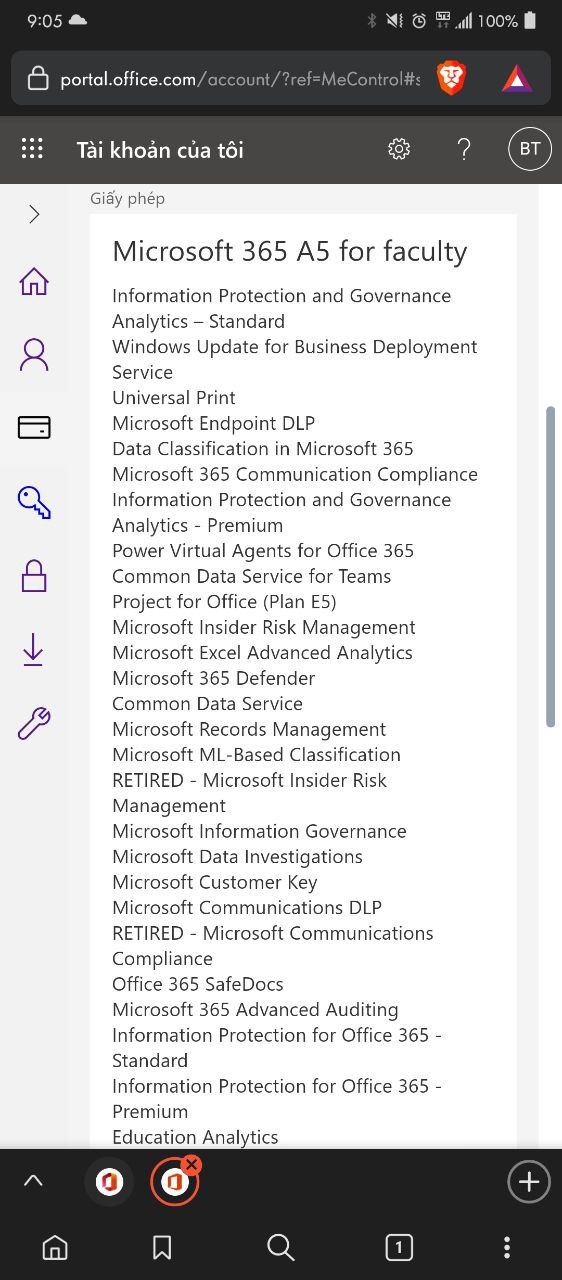 9:05
100%
portal.office.com/account/?ref=MeControl#s
Tài khoản của tôi
?
BT
Giấy phép
Microsoft 365 A5 for faculty
Information Protection and Governance
Analytics – Standard
Windows Update for Business Deployment
Service
Universal Print
Microsoft Endpoint DLP
Data Classification in Microsoft 365
Microsoft 365 Communication Compliance
Information Protection and Governance
Analytics - Premium
Power Virtual Agents for Office 365
Common Data Service for Teams
Project for Office (Plan E5)
Microsoft Insider Risk Management
Microsoft Excel Advanced Analytics
Microsoft 365 Defender
Common Data Service
Microsoft Records Management
Microsoft ML-Based Classification
RETIRED - Microsoft Insider Risk
Management
Microsoft Information Governance
Microsoft Data Investigations
Microsoft Customer Key
Microsoft Communications DLP
RETIRED - Microsoft Communications
Compliance
Office 365 SafeDocs
Microsoft 365 Advanced Auditing
Information Protection for Office 365 -
Standard
Information Protection for Office 365 -
Premium
Education Analytics
1